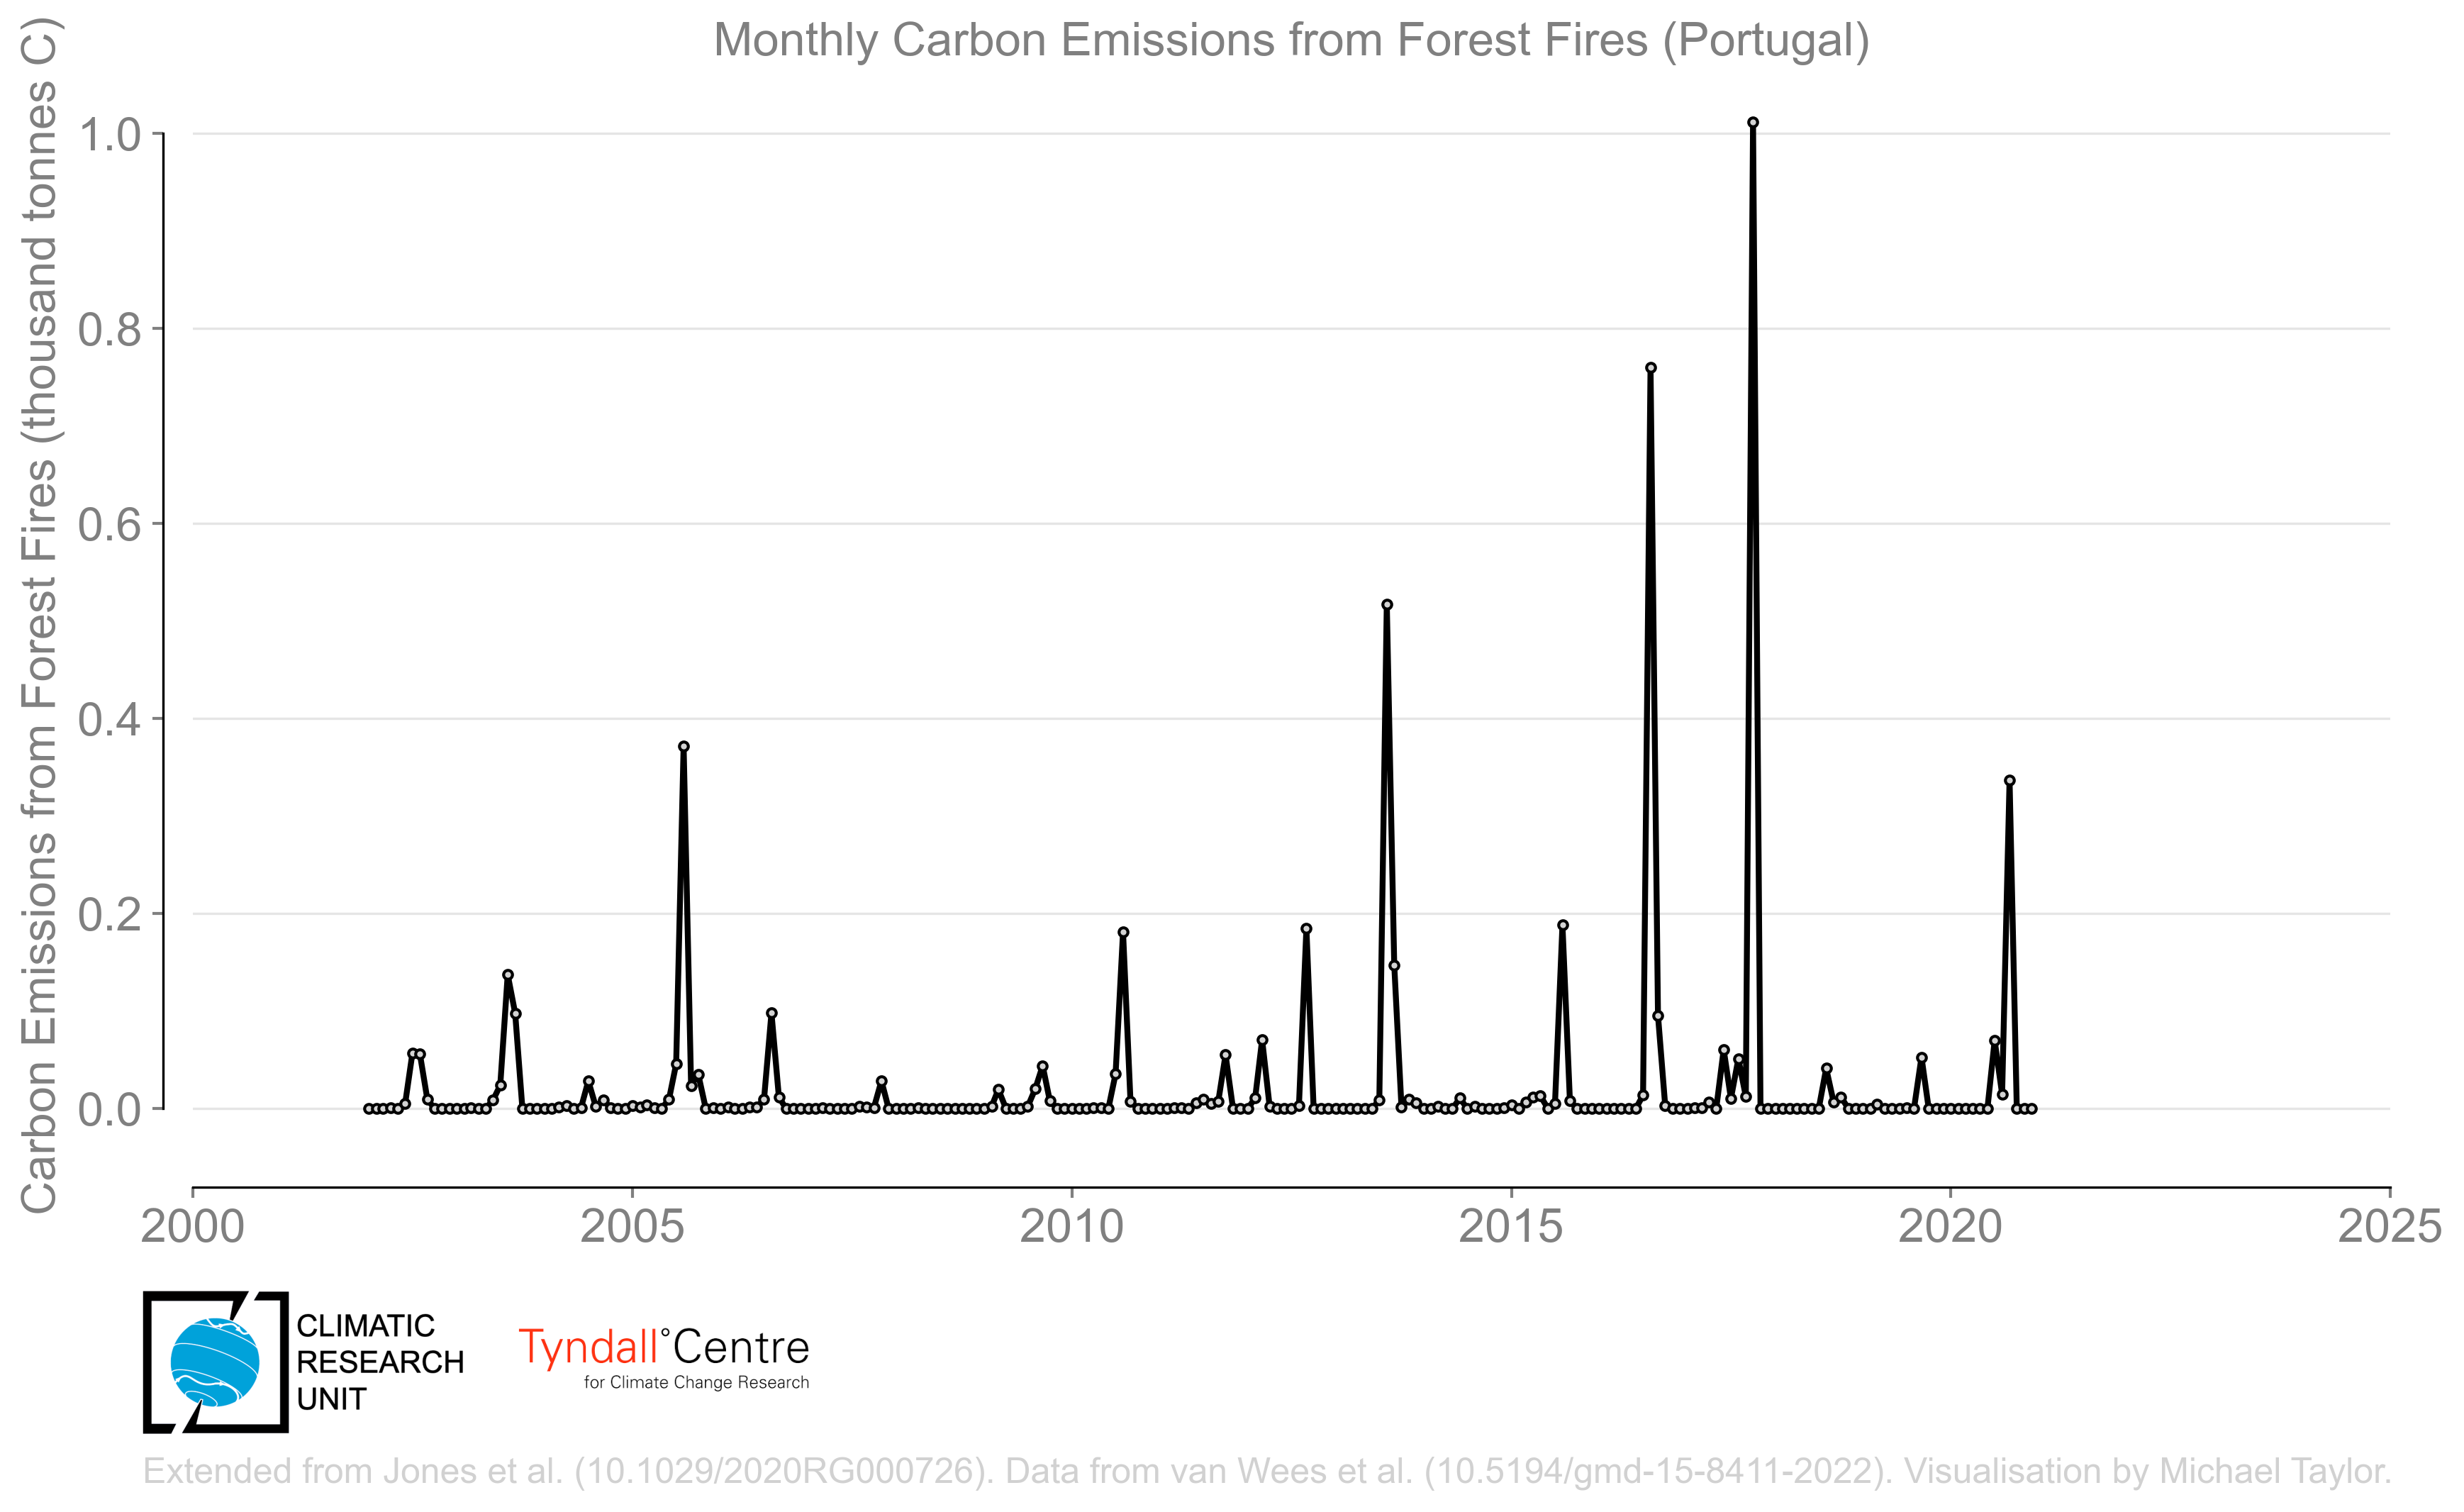 Monthly Carbon Emissions from Forest Fires (Portugal)
Carbon Emissions from Forest Fires (thousand tonnes C)
1.0
0.8
0.6
0.4
0.2
0.0
2000 2005 2010 2015 2020 2025
CLIMATIC
RESEARCH
UNIT
Tyndall°Centre
for Climate Change Research
Extended from Jones et al. (10.1029/2020RG000726). Data from van Wees et al. (10.5194/gmd-15-8411-2022). Visualisation by Michael Taylor.